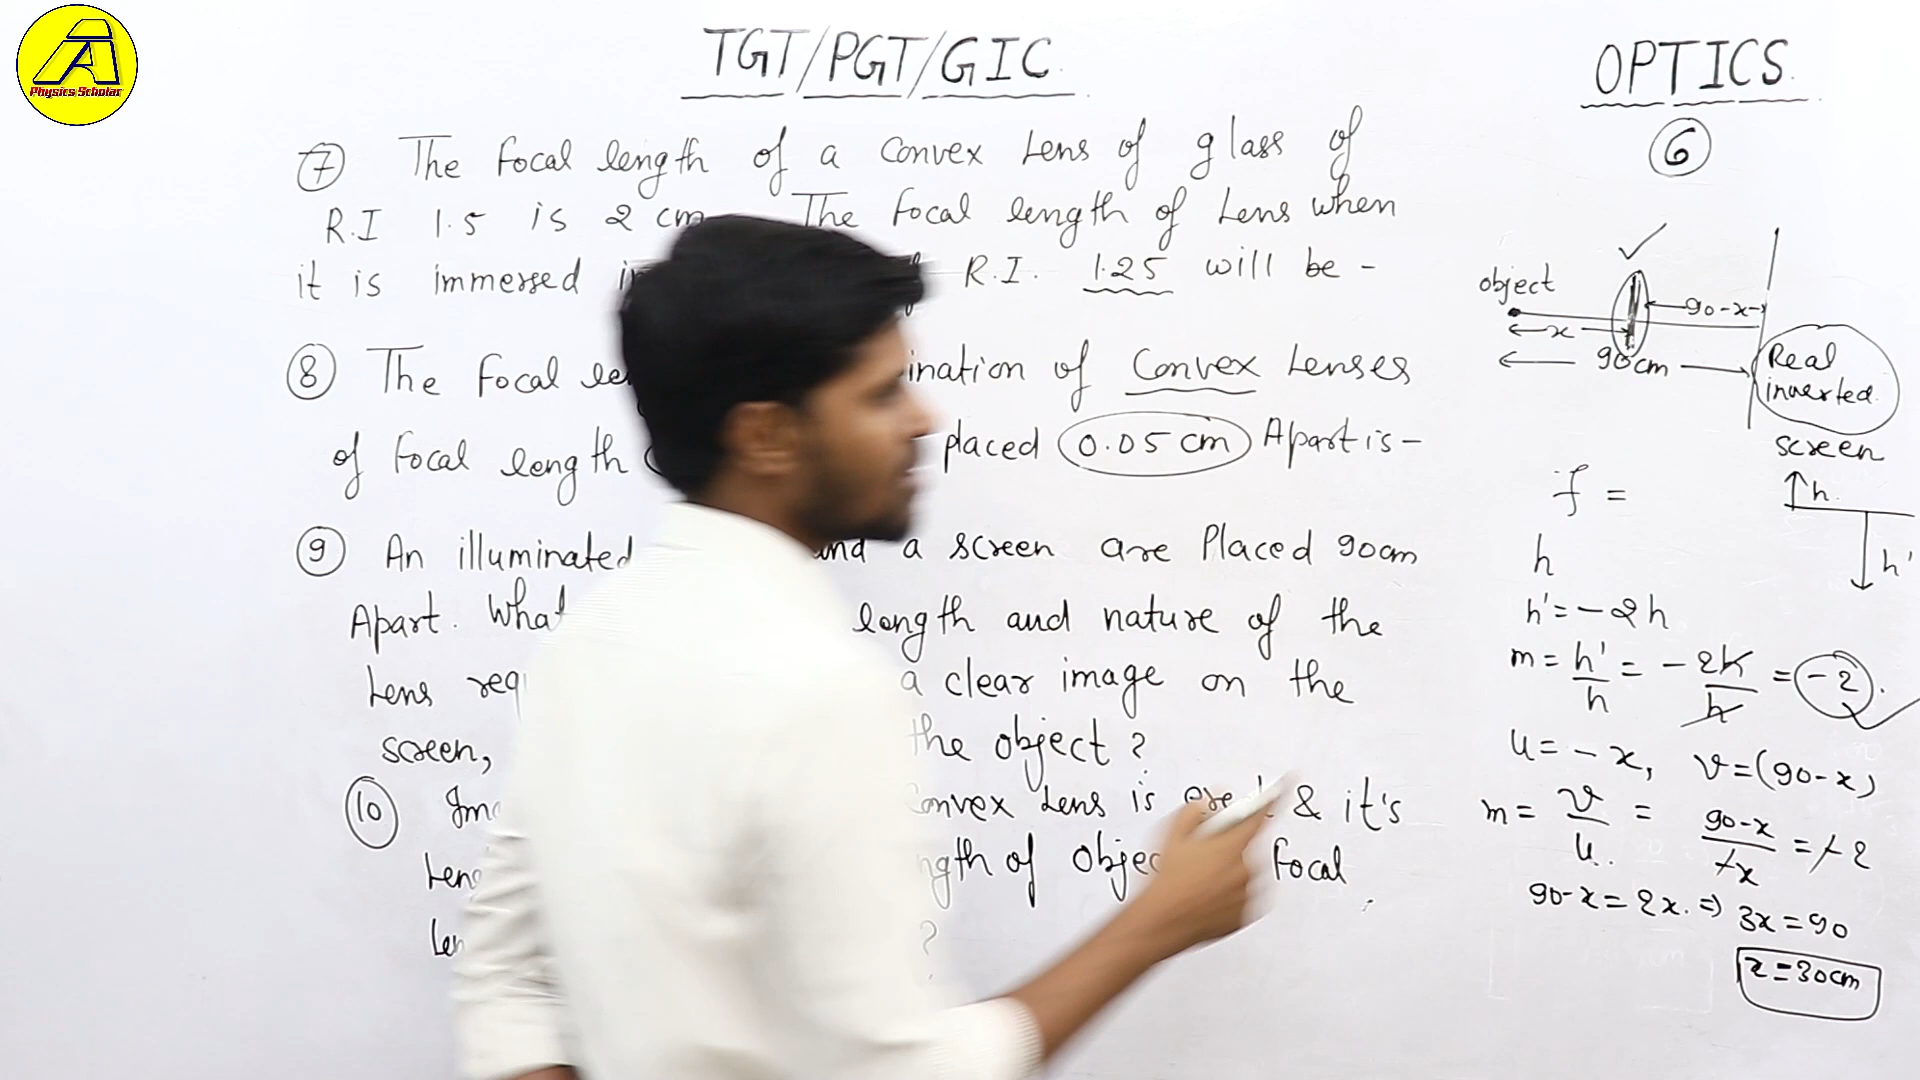 A
Physics Scholar
TGT/PGT/GIC
OPTICS
6
7 The focal length of a convex lens of glass of
R.I 1.5 is 2 cm The focal length of lens when
it is immersed R.I. 1.25 will be -
8 The focal ination of Convex Lenses
of focal length placed 0.05 cm Apart is -
9 An illuminated and a screen are Placed 90cm
Apart. What length and nature of the
lens req a clear image on the
screen, the object ?
10 Ima onvex lens is & it's
ngth of Objec focal
?
object
90-x
x
90cm
Real
inverted
screen
f =
h
h'
h
h' = -2h
m = h'/h = -2h/h = -2
u = -x, v = (90-x)
m = v/u = 90-x/-x = -2
90-x = 2x. ⇒ 3x = 90
x = 30cm